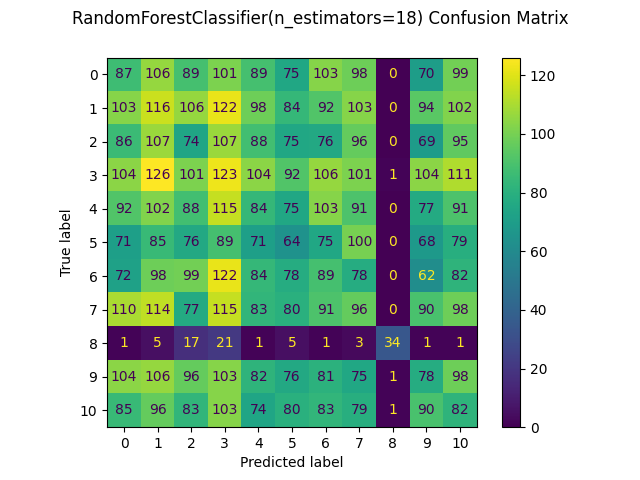 RandomForestClassifier(n_estimators=18) Confusion Matrix
0 87 106 89 101 89 75 103 98 0 70 99
1 103 116 106 122 98 84 92 103 0 94 102
2 86 107 74 107 88 75 76 96 0 69 95
3 104 126 101 123 104 92 106 101 1 104 111
4 92 102 88 115 84 75 103 91 0 77 91
5 71 85 76 89 71 64 75 100 0 68 79
6 72 98 99 122 84 78 89 78 0 62 82
7 110 114 77 115 83 80 91 96 0 90 98
8 1 5 17 21 1 5 1 3 34 1 1
9 104 106 96 103 82 76 81 75 1 78 98
10 85 96 83 103 74 80 83 79 1 90 82
0 1 2 3 4 5 6 7 8 9 10
Predicted label
True label
120
100
80
60
40
20
0